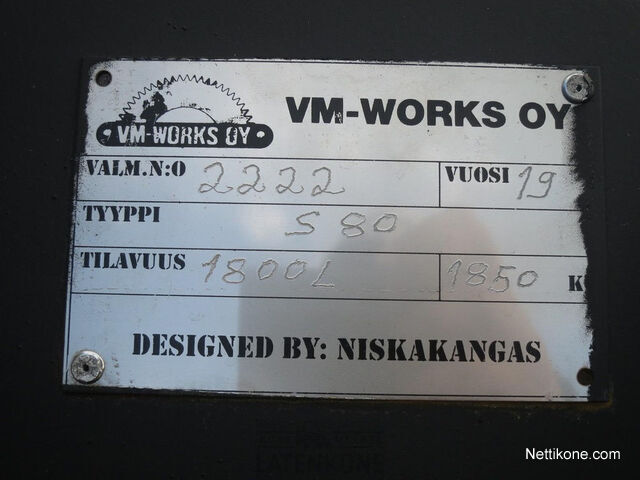 VM-WORKS OY
VM-WORKS OY
VALM.N:O 2222 VUOSI 19
TYYPPI S 80
TILAVUUS 1800L 1850 K
DESIGNED BY: NISKAKANGAS
LATENKONE
Nettikone.com